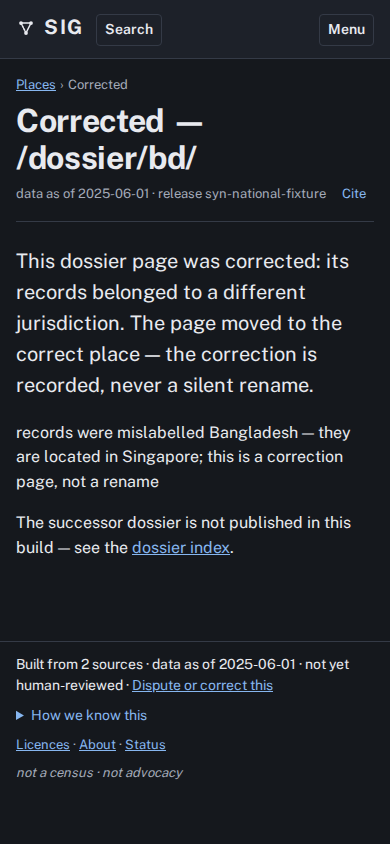 SIG Search Menu
Places › Corrected
Corrected —
/dossier/bd/
data as of 2025-06-01 · release syn-national-fixture Cite
This dossier page was corrected: its
records belonged to a different
jurisdiction. The page moved to the
correct place — the correction is
recorded, never a silent rename.
records were mislabelled Bangladesh — they
are located in Singapore; this is a correction
page, not a rename
The successor dossier is not published in this
build — see the dossier index.
Built from 2 sources · data as of 2025-06-01 · not yet
human-reviewed · Dispute or correct this
How we know this
Licences · About · Status
not a census · not advocacy